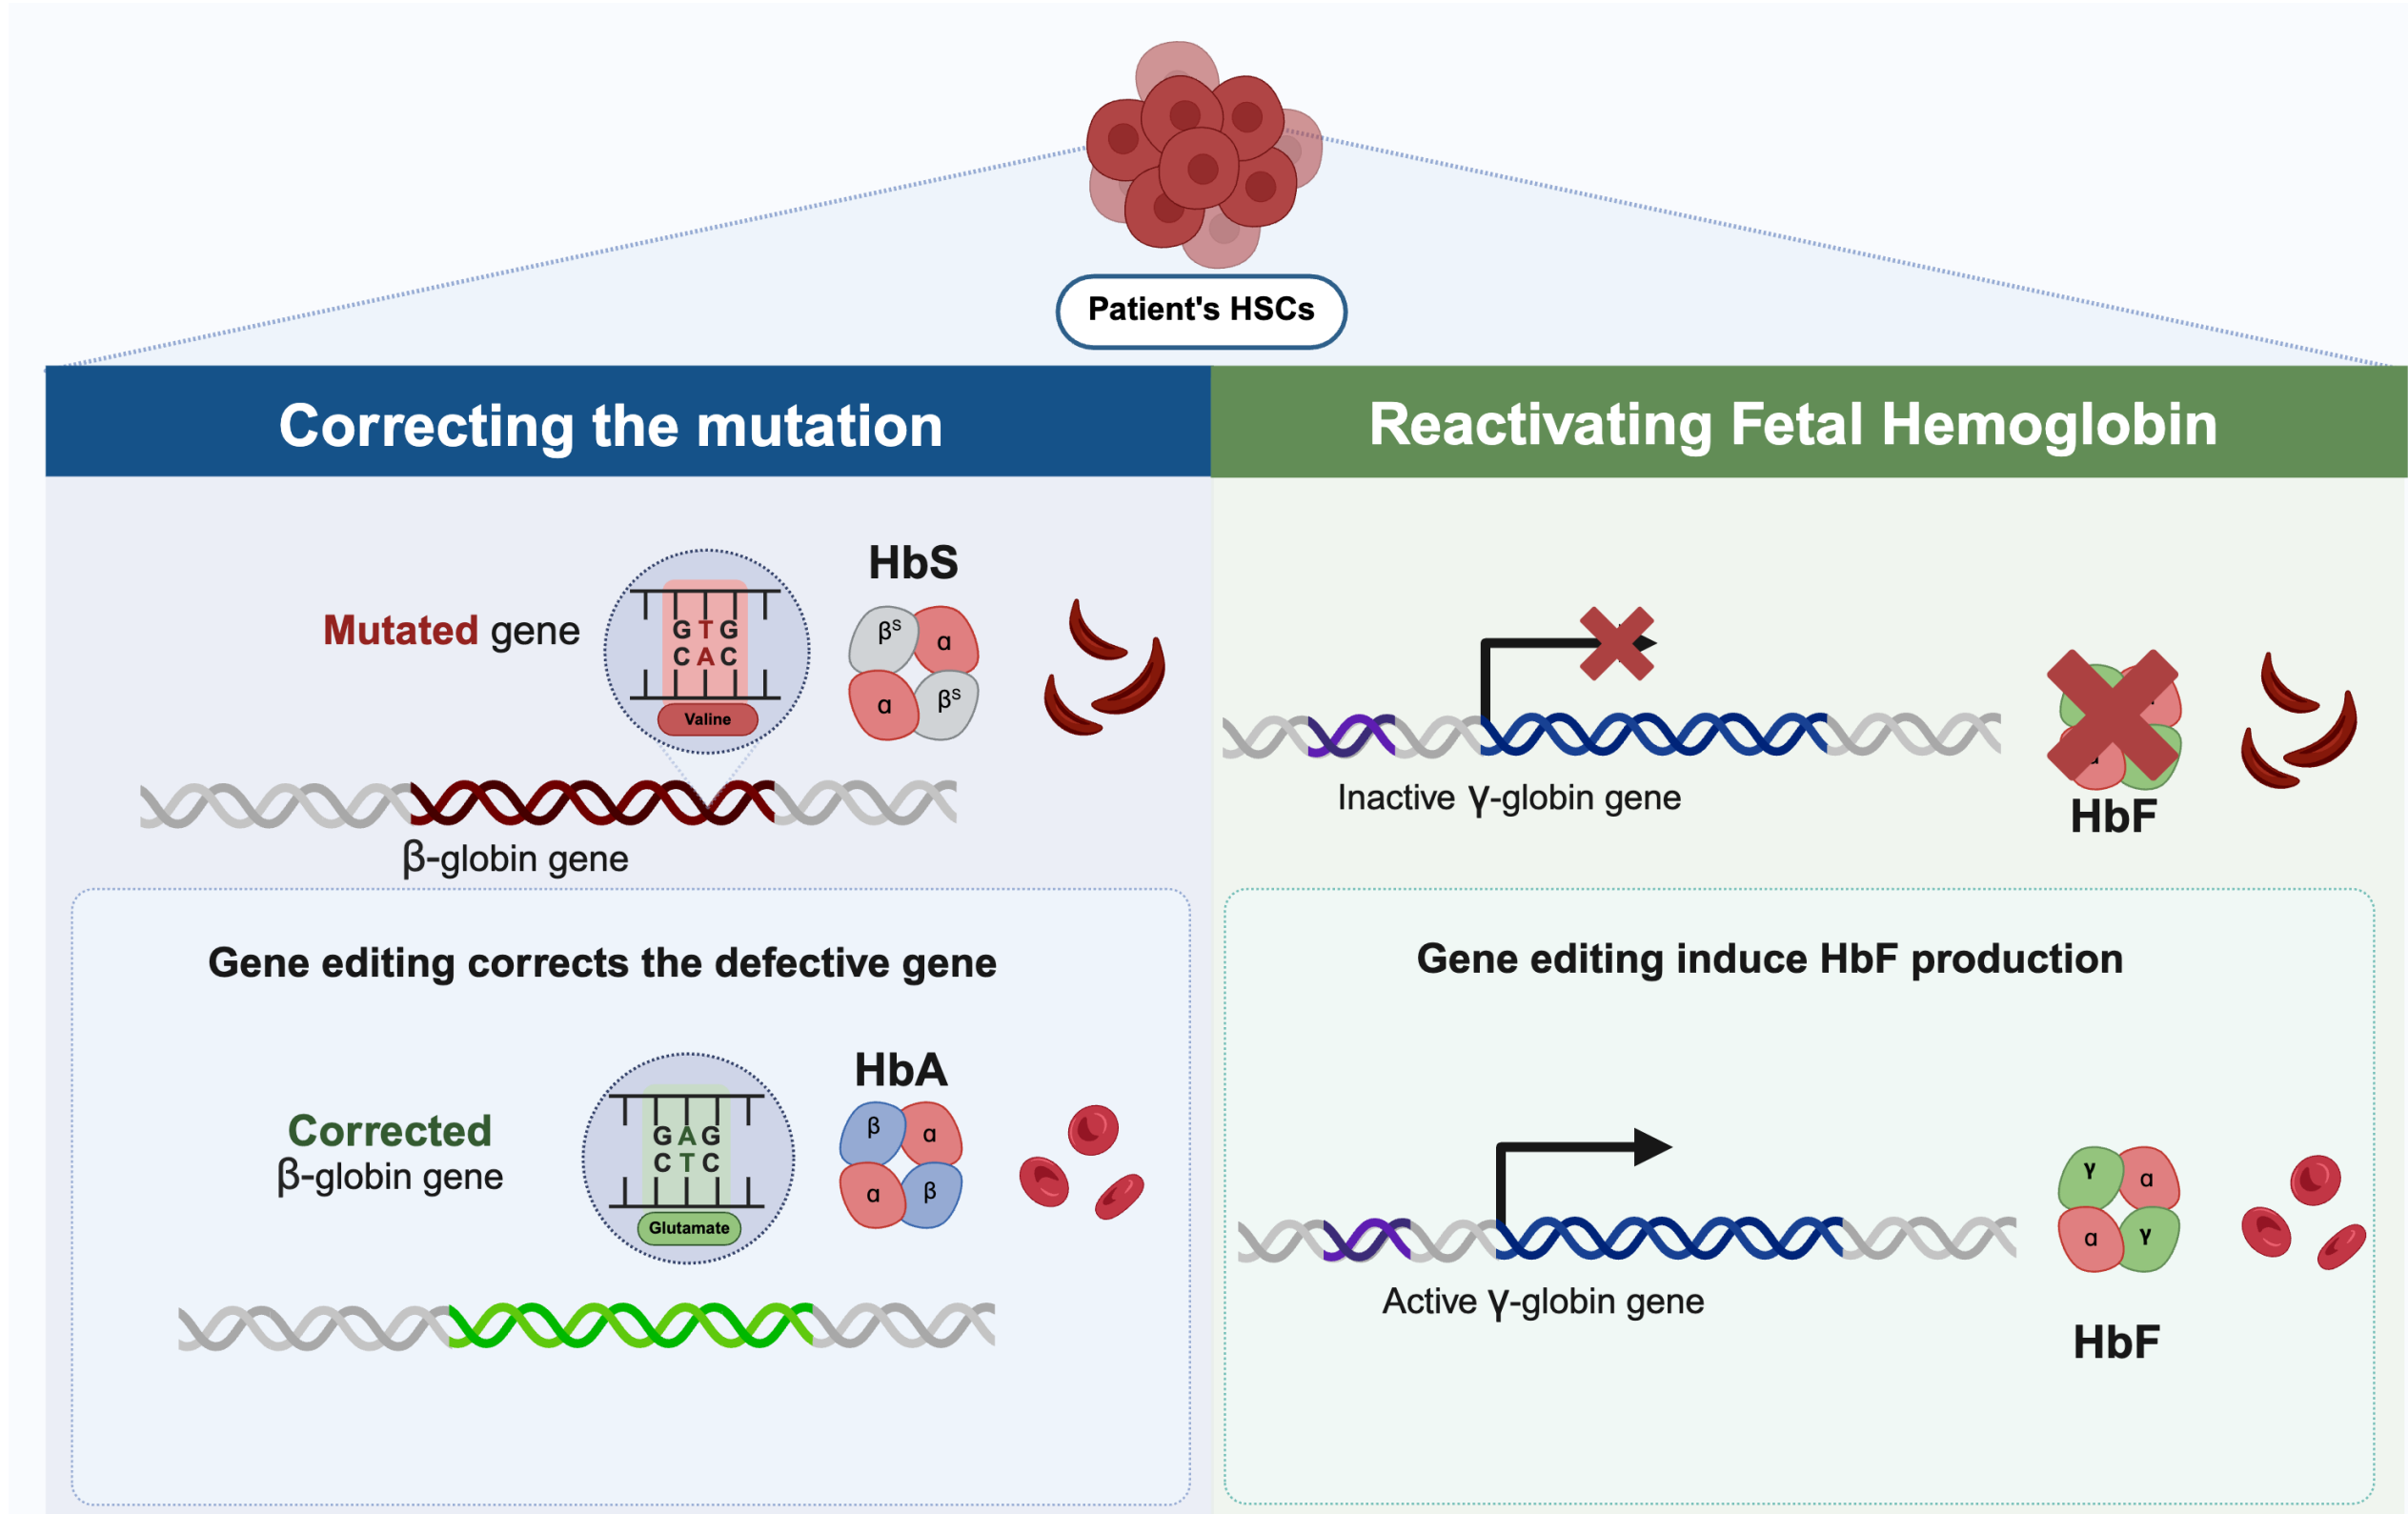 Patient's HSCs
Correcting the mutation
Mutated gene
G T G
C A C
Valine
HbS
βS
α
α
βS
β-globin gene
Gene editing corrects the defective gene
Corrected
β-globin gene
G A G
C T C
Glutamate
HbA
β
α
α
β
Reactivating Fetal Hemoglobin
Inactive γ-globin gene
HbF
Gene editing induce HbF production
Active γ-globin gene
γ
α
α
γ
HbF